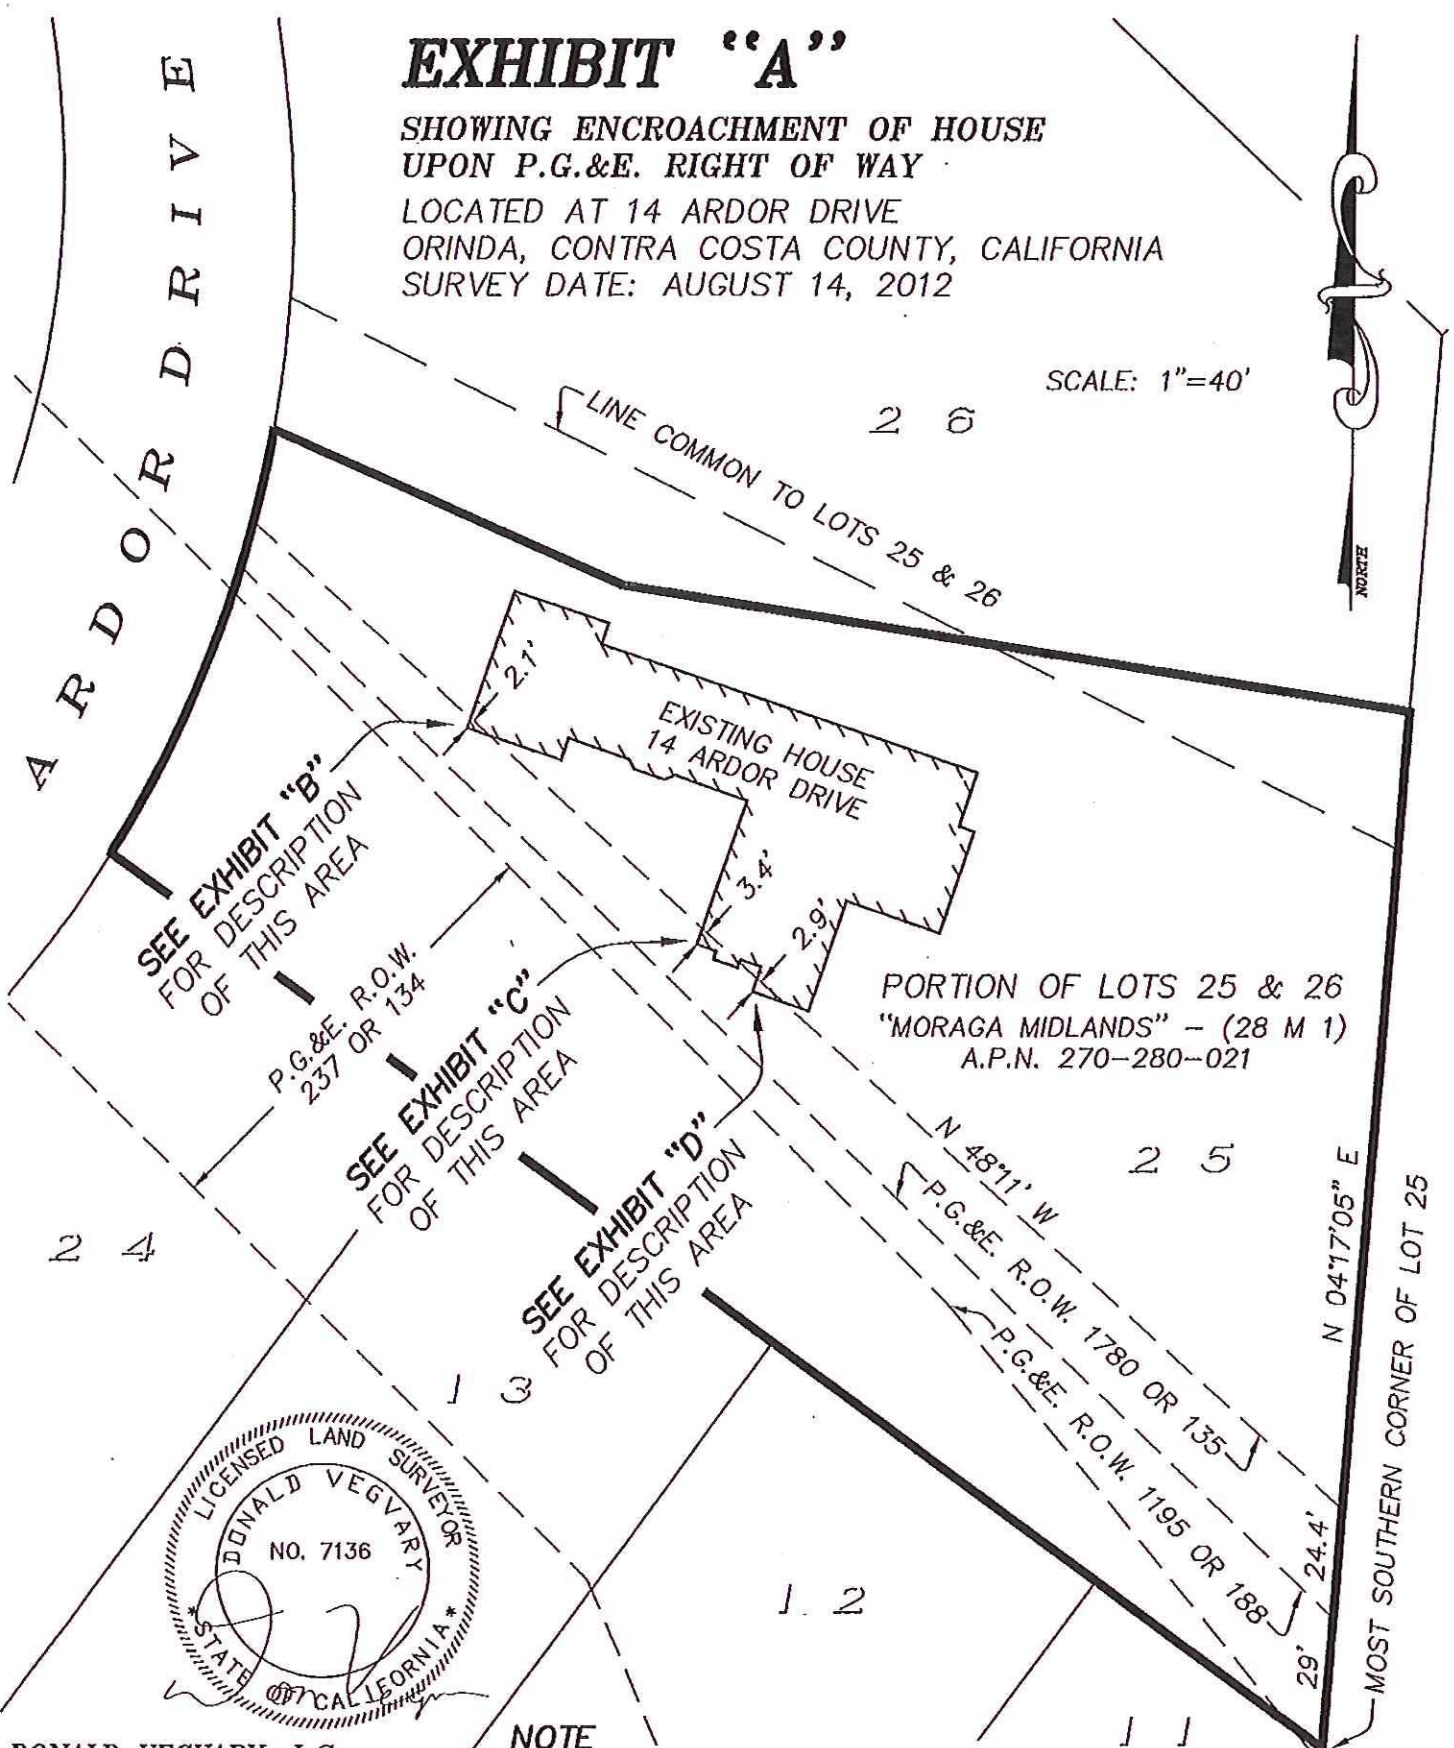 EXHIBIT “A”
SHOWING ENCROACHMENT OF HOUSE
UPON P.G.&E. RIGHT OF WAY
LOCATED AT 14 ARDOR DRIVE
ORINDA, CONTRA COSTA COUNTY, CALIFORNIA
SURVEY DATE: AUGUST 14, 2012
SCALE: 1"=40'
NORTH
ARDOR DRIVE
26
LINE COMMON TO LOTS 25 & 26
2.1'
EXISTING HOUSE
14 ARDOR DRIVE
3.4'
2.9'
SEE EXHIBIT “B”
FOR DESCRIPTION
OF THIS AREA
P.G.&E. R.O.W.
237 OR 134
SEE EXHIBIT “C”
FOR DESCRIPTION
OF THIS AREA
SEE EXHIBIT “D”
FOR DESCRIPTION
OF THIS AREA
PORTION OF LOTS 25 & 26
“MORAGA MIDLANDS” – (28 M 1)
A.P.N. 270–280–021
N 48°11' W
25
P.G.&E. R.O.W. 1780 OR 135
P.G.&E. R.O.W. 1195 OR 188
N 04°17'05" E
24.4'
29'
MOST SOUTHERN CORNER OF LOT 25
24
13
12
11
LICENSED LAND SURVEYOR
DONALD VEGVARY
NO. 7136
* STATE OF CALIFORNIA *
NOTE